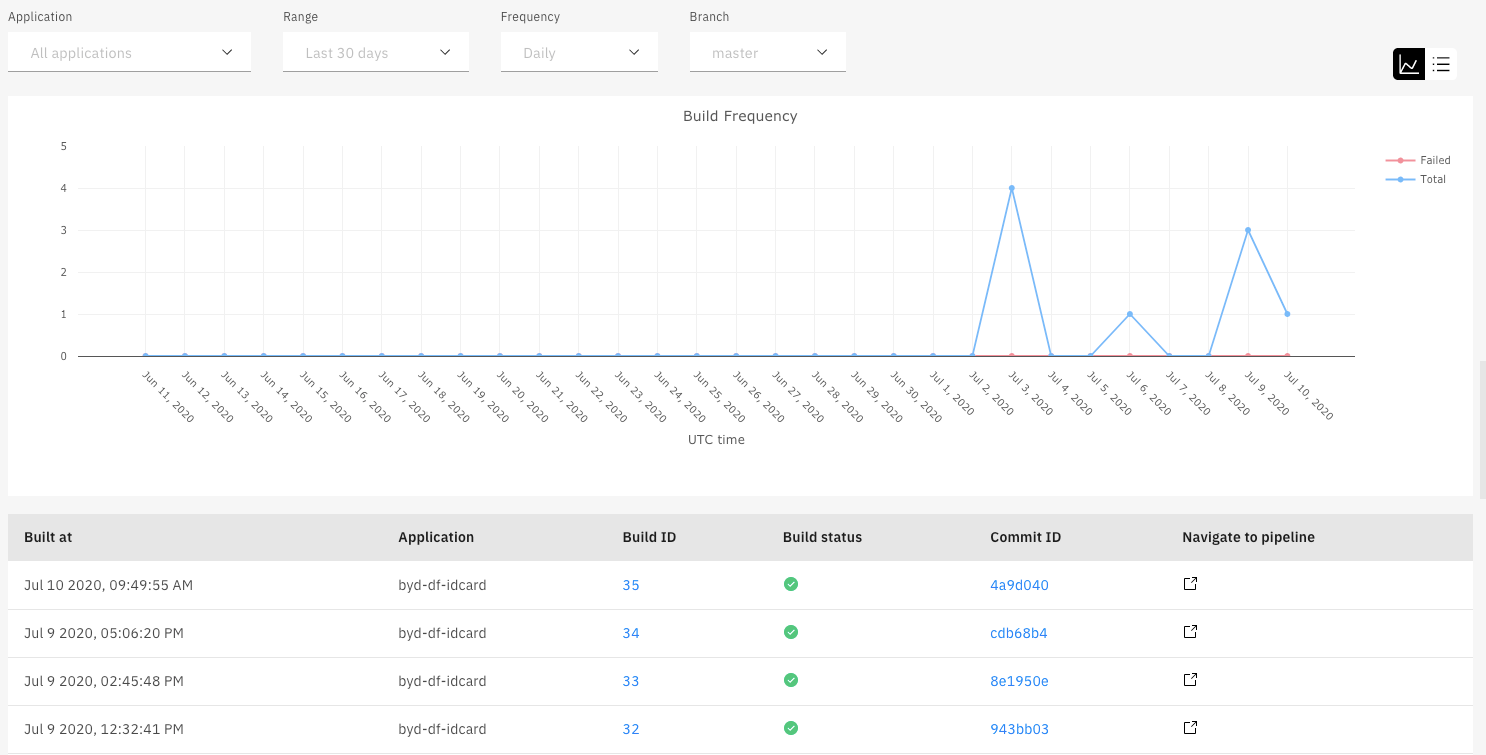 Application Range Frequency Branch
All applications Last 30 days Daily master
Build Frequency
5
4
3
2
1
0
Failed
Total
Jun 11, 2020
Jun 12, 2020
Jun 13, 2020
Jun 14, 2020
Jun 15, 2020
Jun 16, 2020
Jun 17, 2020
Jun 18, 2020
Jun 19, 2020
Jun 20, 2020
Jun 21, 2020
Jun 22, 2020
Jun 23, 2020
Jun 24, 2020
Jun 25, 2020
Jun 26, 2020
Jun 27, 2020
Jun 28, 2020
Jun 29, 2020
Jun 30, 2020
Jul 1, 2020
Jul 2, 2020
Jul 3, 2020
Jul 4, 2020
Jul 5, 2020
Jul 6, 2020
Jul 7, 2020
Jul 8, 2020
Jul 9, 2020
Jul 10, 2020
UTC time
Built at Application Build ID Build status Commit ID Navigate to pipeline
Jul 10 2020, 09:49:55 AM byd-df-idcard 35 4a9d040
Jul 9 2020, 05:06:20 PM byd-df-idcard 34 cdb68b4
Jul 9 2020, 02:45:48 PM byd-df-idcard 33 8e1950e
Jul 9 2020, 12:32:41 PM byd-df-idcard 32 943bb03